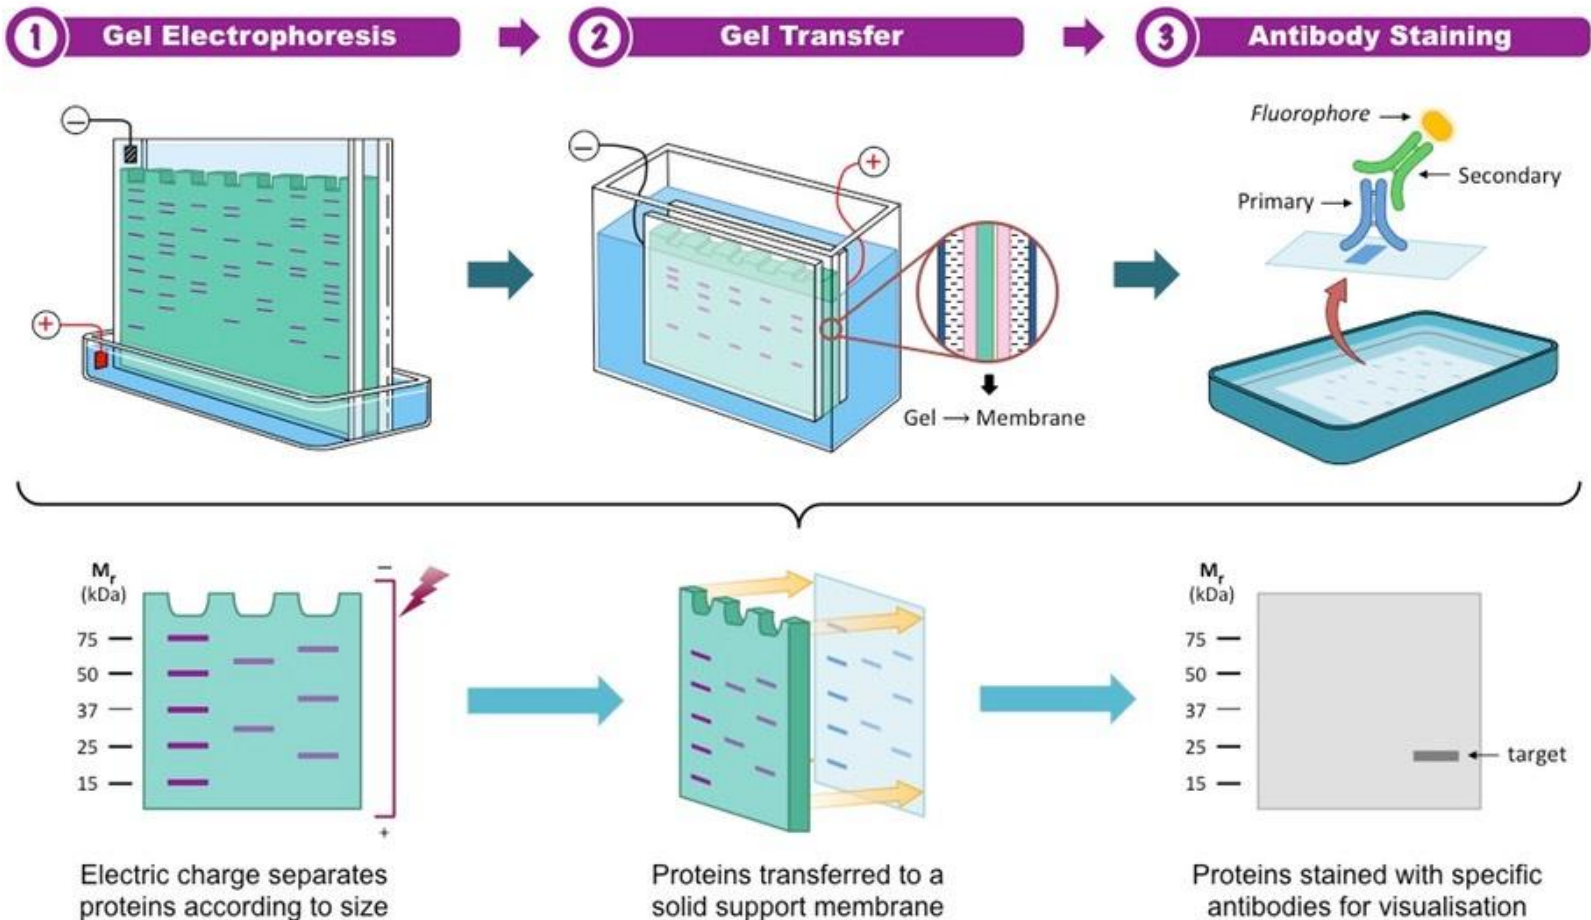 1 Gel Electrophoresis
2 Gel Transfer
3 Antibody Staining
−
+
−
+
Gel → Membrane
Fluorophore →
← Secondary
Primary →
Mr
(kDa)
75
50
37
25
15
−
+
Mr
(kDa)
75
50
37
25
15
← target
Electric charge separates
proteins according to size
Proteins transferred to a
solid support membrane
Proteins stained with specific
antibodies for visualisation